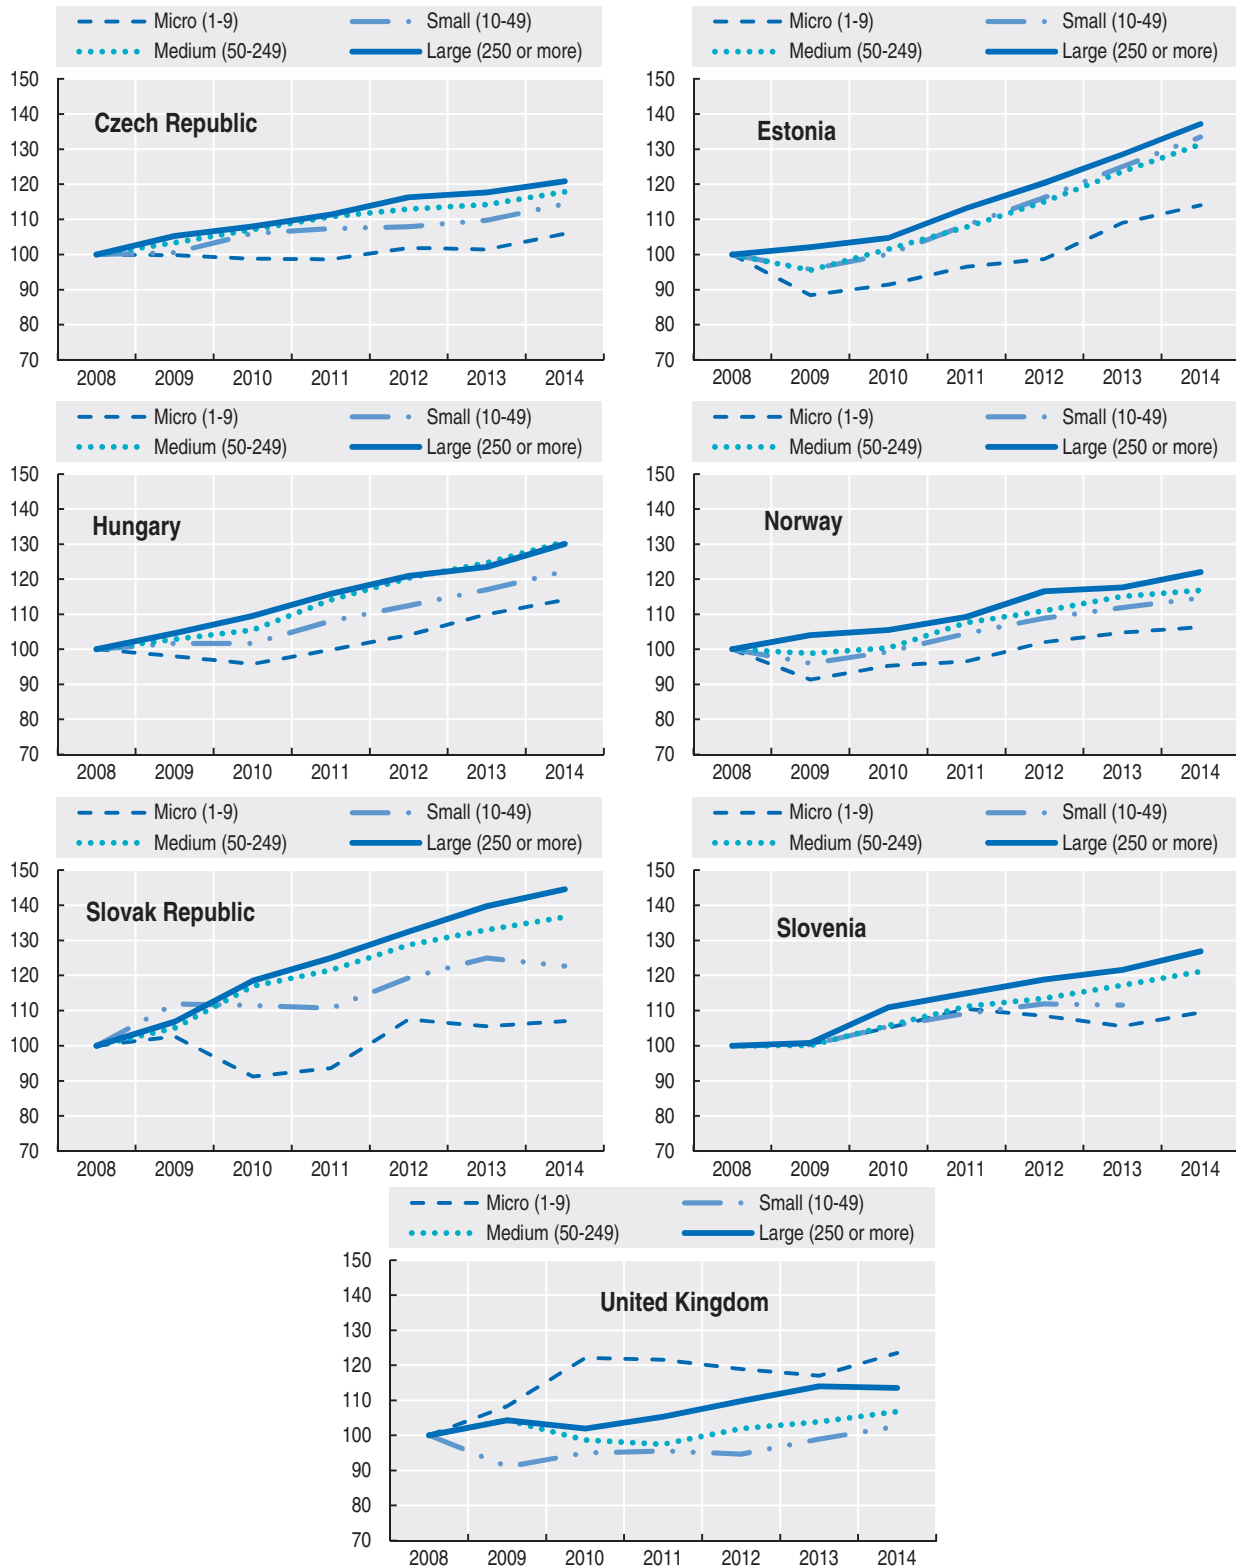 Micro (1-9) Small (10-49)
Medium (50-249) Large (250 or more)
150
140
130
120
110
100
90
80
70
Czech Republic
2008 2009 2010 2011 2012 2013 2014
Micro (1-9) Small (10-49)
Medium (50-249) Large (250 or more)
150
140
130
120
110
100
90
80
70
Estonia
2008 2009 2010 2011 2012 2013 2014
Micro (1-9) Small (10-49)
Medium (50-249) Large (250 or more)
150
140
130
120
110
100
90
80
70
Hungary
2008 2009 2010 2011 2012 2013 2014
Micro (1-9) Small (10-49)
Medium (50-249) Large (250 or more)
150
140
130
120
110
100
90
80
70
Norway
2008 2009 2010 2011 2012 2013 2014
Micro (1-9) Small (10-49)
Medium (50-249) Large (250 or more)
150
140
130
120
110
100
90
80
70
Slovak Republic
2008 2009 2010 2011 2012 2013 2014
Micro (1-9) Small (10-49)
Medium (50-249) Large (250 or more)
150
140
130
120
110
100
90
80
70
Slovenia
2008 2009 2010 2011 2012 2013 2014
Micro (1-9) Small (10-49)
Medium (50-249) Large (250 or more)
150
140
130
120
110
100
90
80
70
United Kingdom
2008 2009 2010 2011 2012 2013 2014